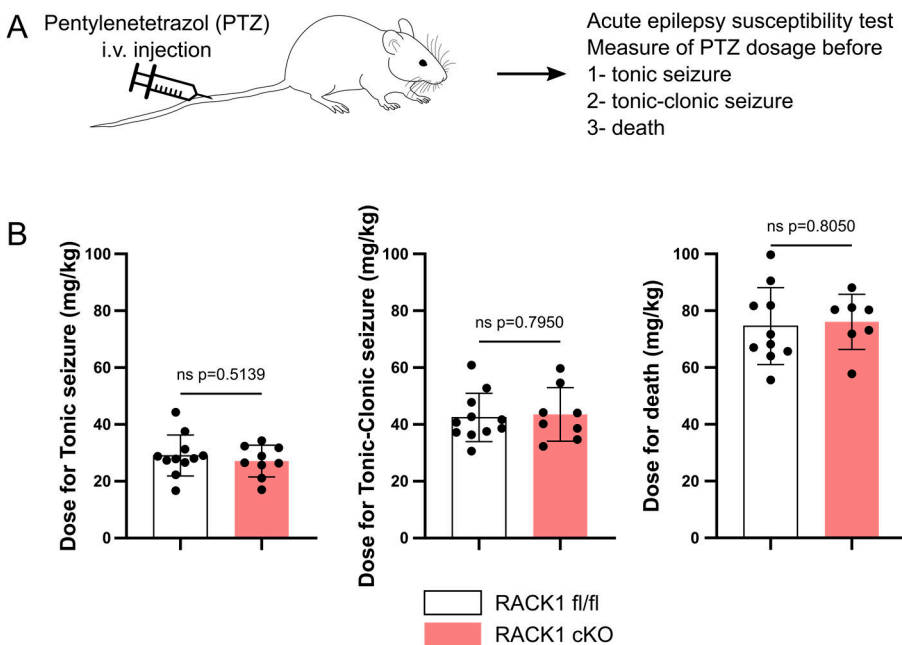 A
Pentylenetetrazol (PTZ)
i.v. injection
Acute epilepsy susceptibility test
Measure of PTZ dosage before
1- tonic seizure
2- tonic-clonic seizure
3- death
B
Dose for Tonic seizure (mg/kg)
100
80
60
40
20
0
ns p=0.5139
Dose for Tonic-Clonic seizure (mg/kg)
100
80
60
40
20
0
ns p=0.7950
Dose for death (mg/kg)
100
80
60
40
20
0
ns p=0.8050
RACK1 fl/fl
RACK1 cKO